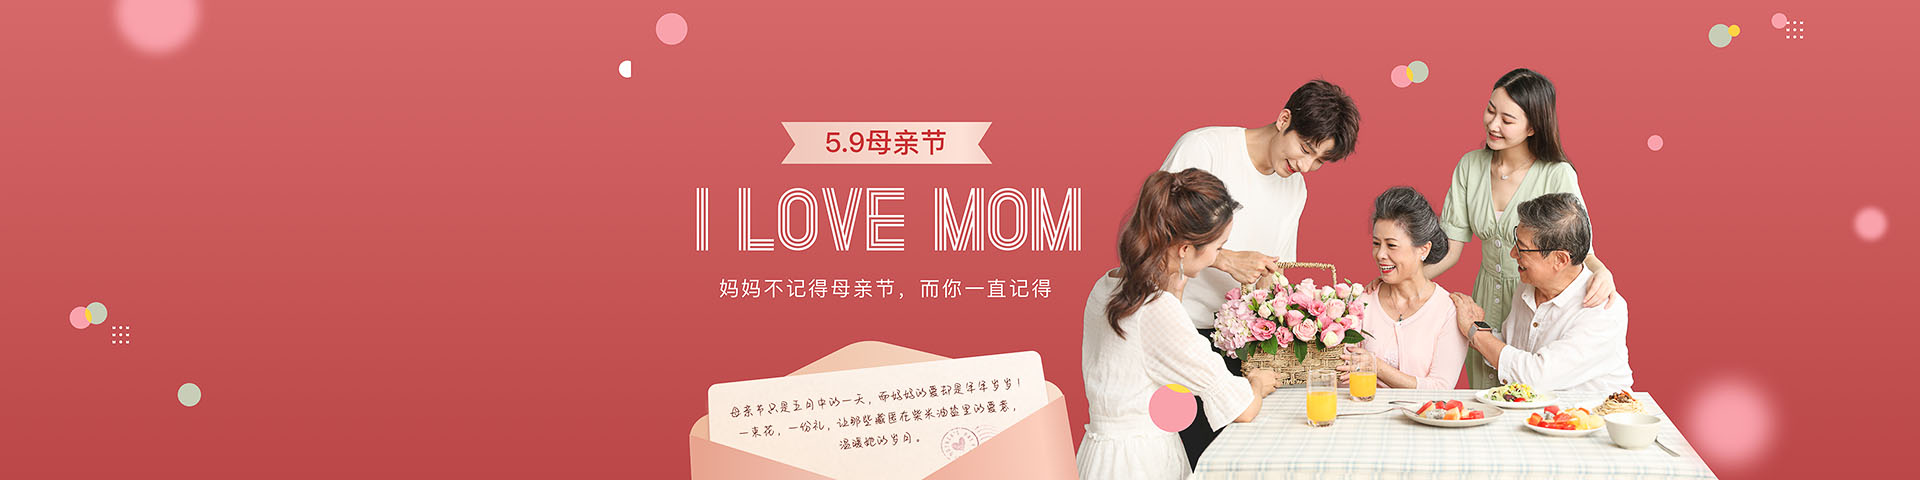 5.9母亲节
I LOVE MOM
妈妈不记得母亲节，而你一直记得
母亲节只是五月中的一天，而妈妈的爱却是年年岁岁！
一束花，一份礼，让那些藏匿在柴米油盐里的爱意，
温暖她的岁月。